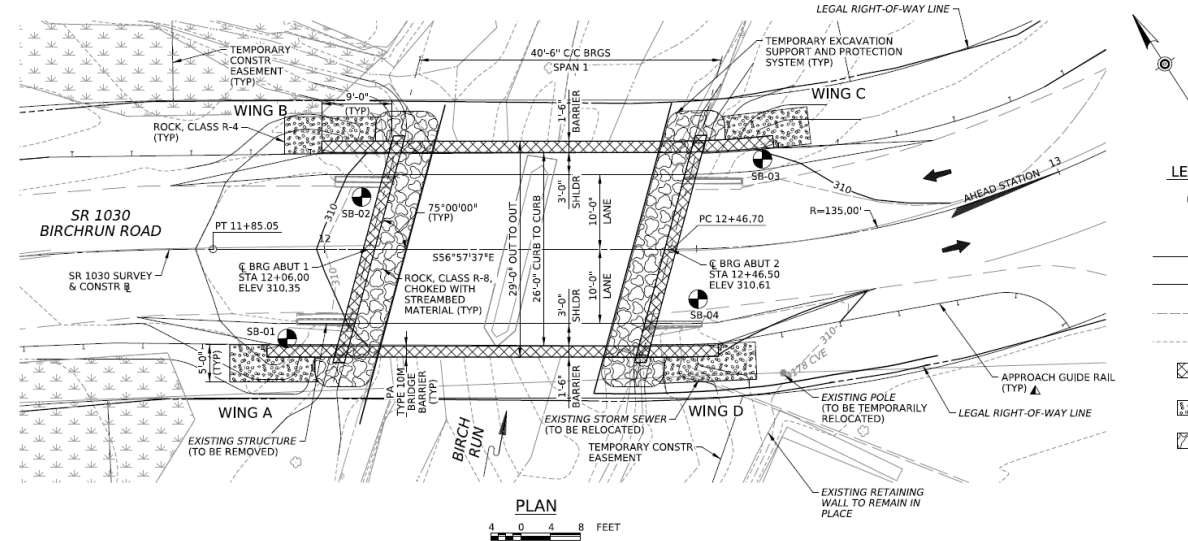 LEGAL RIGHT-OF-WAY LINE
TEMPORARY
CONSTR
EASEMENT
(TYP)
40'-6" C/C BRGS
SPAN 1
TEMPORARY EXCAVATION
SUPPORT AND PROTECTION
SYSTEM (TYP)
WING B
9'-0"
(TYP)
1'-6"
BARRIER
WING C
ROCK, CLASS R-4
(TYP)
SB-03
310
13
AHEAD STATION
LE
SB-02
310
3'-0"
SHLDR
10'-0"
LANE
75°00'00"
(TYP)
SR 1030
BIRCHRUN ROAD
PT 11+85.05
12
PC 12+46.70
R=135.00'
S56°57'37"E
29'-0" OUT TO OUT
26'-0" CURB TO CURB
SR 1030 SURVEY
& CONSTR ℄
℄ BRG ABUT 1
STA 12+06.00
ELEV 310.35
ROCK, CLASS R-8,
CHOKED WITH
STREAMBED
MATERIAL (TYP)
10'-0"
LANE
℄ BRG ABUT 2
STA 12+46.50
ELEV 310.61
3'-0"
SHLDR
SB-04
SB-01
310
5'-0"
(TYP)
PA
TYPE 10M
BRIDGE
BARRIER
(TYP)
1'-6"
BARRIER
APPROACH GUIDE RAIL
(TYP)
WING A
WING D
EXISTING POLE
(TO BE TEMPORARILY
RELOCATED)
LEGAL RIGHT-OF-WAY LINE
EXISTING STRUCTURE
(TO BE REMOVED)
BIRCH
RUN
EXISTING STORM SEWER
(TO BE RELOCATED)
TEMPORARY CONSTR
EASEMENT
EXISTING RETAINING
WALL TO REMAIN IN
PLACE
PLAN
4 0 4 8 FEET